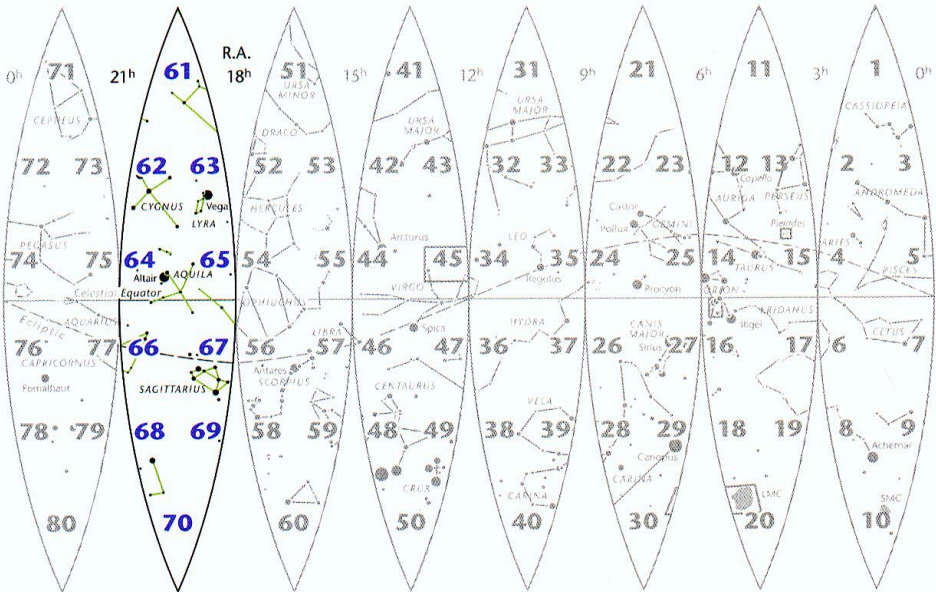 R.A.
0h 71 21h 61 18h 51 15h 41 12h 31 9h 21 6h 11 3h 1 0h
URSA MINOR
URSA MAJOR
URSA MAJOR
CASSIOPEIA
CEPHEUS
DRACO
72 73 62 63 52 53 42 43 32 33 22 23 12 13 2 3
Capella
ANDROMEDA
CYGNUS
Vega
LYRA
HERCULES
Castor
Pollux
GEMINI
AURIGA
PERSEUS
Pleiades
PEGASUS
Arcturus
LEO
ARIES
74 75 64 65 54 55 44 45 34 35 24 25 14 15 4 5
Altair
AQUILA
Regulus
TAURUS
PISCES
Celestial Equator
VIRGO
Procyon
ORION
OPHIUCHUS
Ecliptic
AQUARIUS
LIBRA
Spica
HYDRA
CANIS MAJOR
Sirius
Rigel
ERIDANUS
CETUS
76 77 66 67 56 57 46 47 36 37 26 27 16 17 6 7
CAPRICORNUS
Fomalhaut
SAGITTARIUS
Antares
SCORPIUS
CENTAURUS
VELA
78 79 68 69 58 59 48 49 38 39 28 29 18 19 8 9
Canopus
Achernar
CRUX
CARINA
CARINA
LMC
SMC
80 70 60 50 40 30 20 10